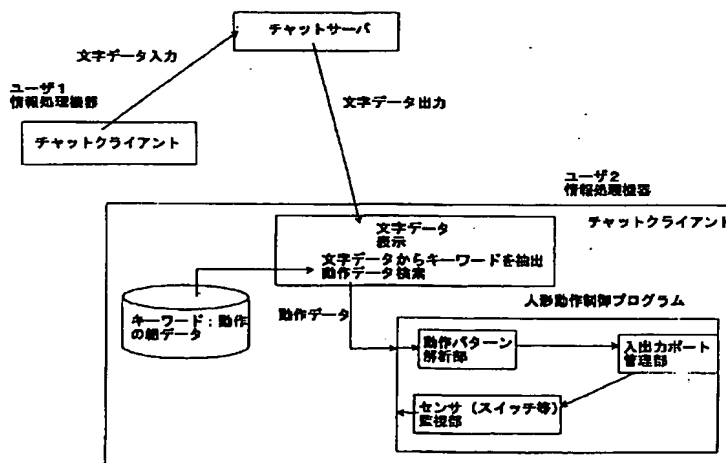 チャットサーバ
文字データ入力
ユーザ1
情報処理機部
文字データ出力
チャットクライアント
ユーザ2
情報処理機器
チャットクライアント
文字データ
表示
文字データからキーワードを抽出
動作データ検索
キーワード：動作
の組データ
動作データ
人形動作制御プログラム
動作パターン
解析部
入出力ポート
管理部
センサ（スイッチ等）
監視部